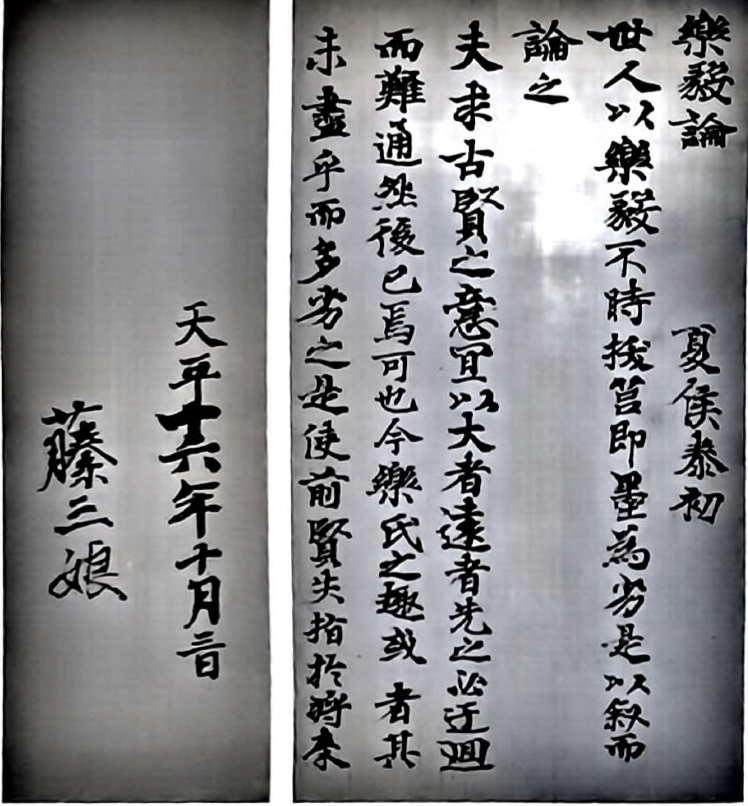 樂毅論 夏侯泰初
世人以樂毅不時拔莒即墨為劣是以叙而
論之
夫求古賢之意宜以大者遠者先之必迂迴
而難通然後已焉可也今樂氏之趣或者其
未盡乎而多劣之是使前賢失指於將來
天平十六年十月三日
藤三娘